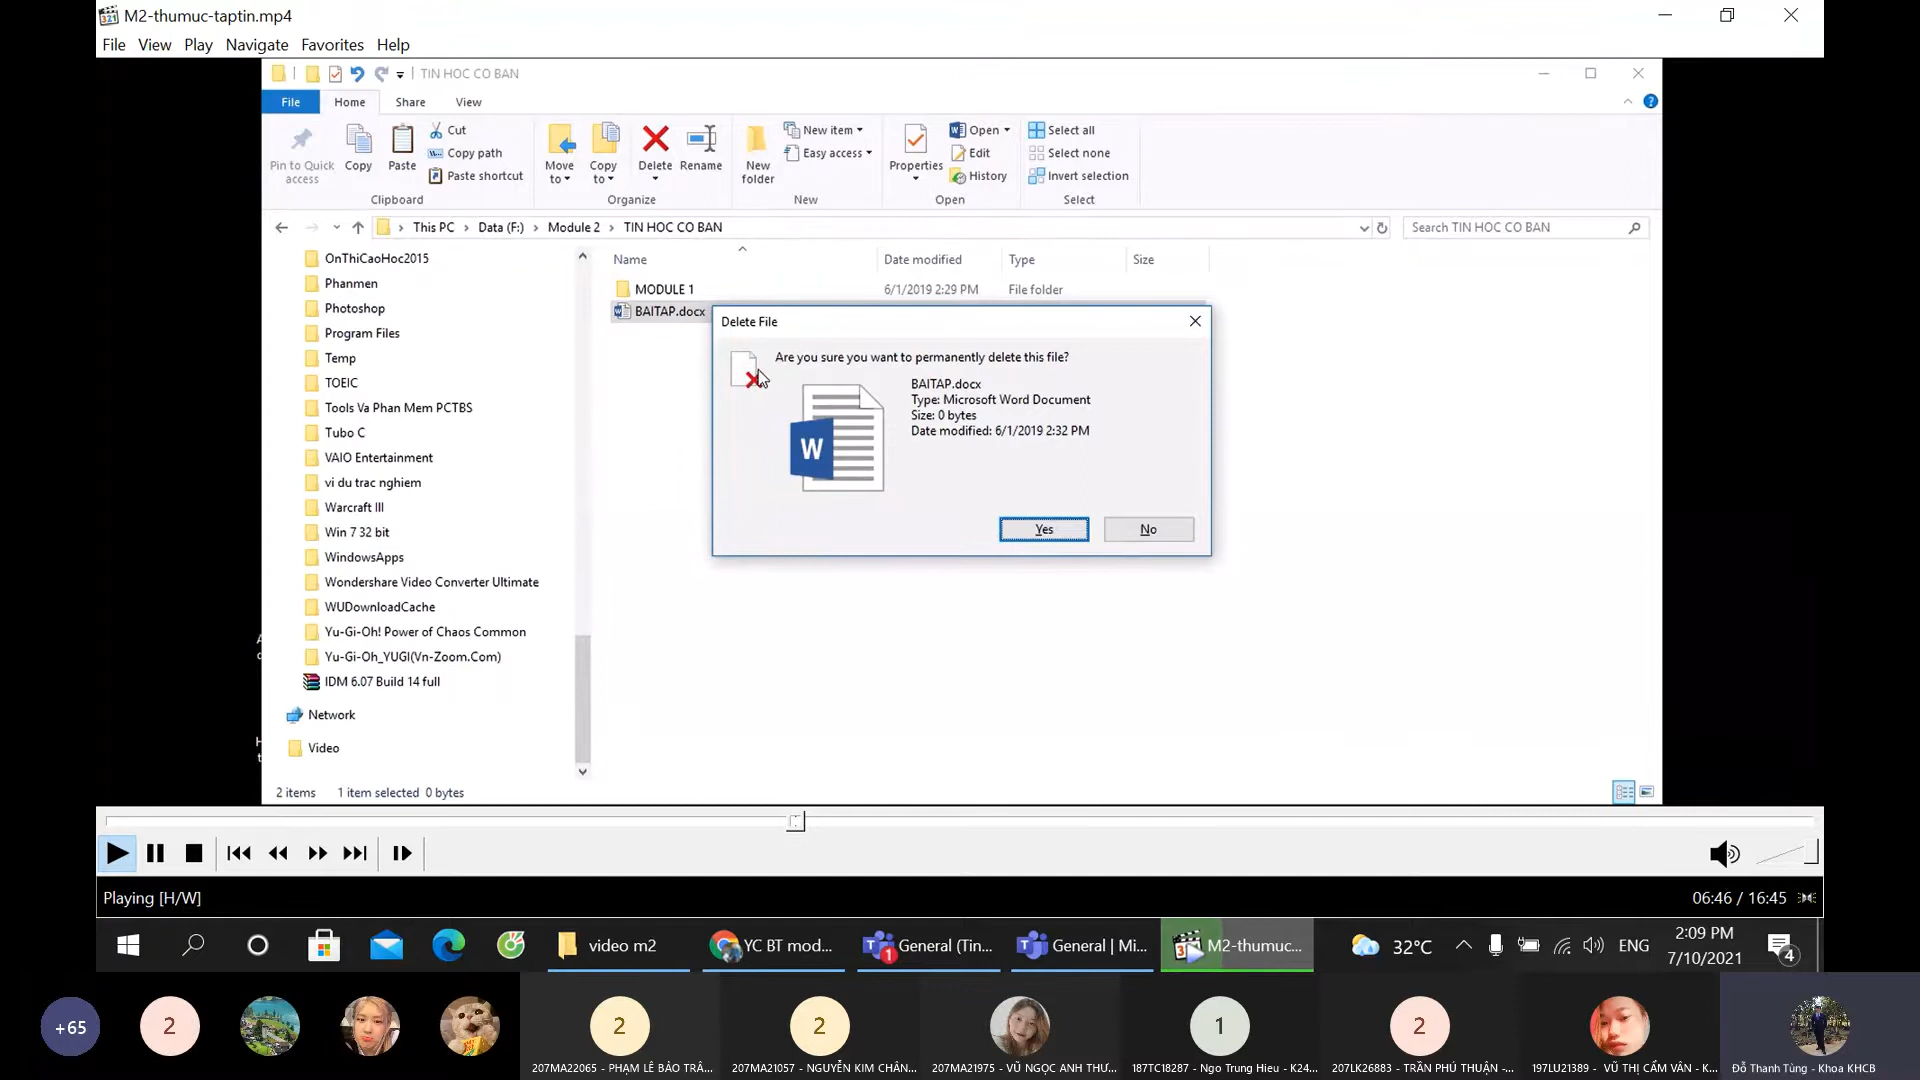 M2-thumuc-taptin.mp4
File View Play Navigate Favorites Help
TIN HOC CO BAN
File Home Share View
Pin to Quick access
Copy
Paste
Cut
Copy path
Paste shortcut
Clipboard
Move to
Copy to
Delete
Rename
Organize
New folder
New item
Easy access
New
Properties
Open
Edit
History
Open
Select all
Select none
Invert selection
Select
This PC > Data (F:) > Module 2 > TIN HOC CO BAN
Search TIN HOC CO BAN
OnThiCaoHoc2015
Phanmen
Photoshop
Program Files
Temp
TOEIC
Tools Va Phan Mem PCTBS
Tubo C
VAIO Entertainment
vi du trac nghiem
Warcraft III
Win 7 32 bit
WindowsApps
Wondershare Video Converter Ultimate
WUDownloadCache
Yu-Gi-Oh! Power of Chaos Common
Yu-Gi-Oh_YUGI(Vn-Zoom.Com)
IDM 6.07 Build 14 full
Network
Video
Name Date modified Type Size
MODULE 1 6/1/2019 2:29 PM File folder
BAITAP.docx
Delete File
Are you sure you want to permanently delete this file?
BAITAP.docx
Type: Microsoft Word Document
Size: 0 bytes
Date modified: 6/1/2019 2:32 PM
W
Yes No
2 items 1 item selected 0 bytes
Playing [H/W]
06:46 / 16:45
video m2
YC BT mod...
1
General (Tin...
General | Mi...
M2-thumuc...
32°C
ENG
2:09 PM
7/10/2021
4
+65
2
2
2
1
2
207MA22065 - PHẠM LÊ BẢO TRÂ...
207MA21057 - NGUYỄN KIM CHÂN...
207MA21975 - VŨ NGỌC ANH THƯ...
187TC18287 - Ngo Trung Hieu - K24...
207LK26883 - TRẦN PHÚ THUẬN -...
197LU21389 - VŨ THỊ CẨM VÂN - K...
Đỗ Thanh Tùng - Khoa KHCB